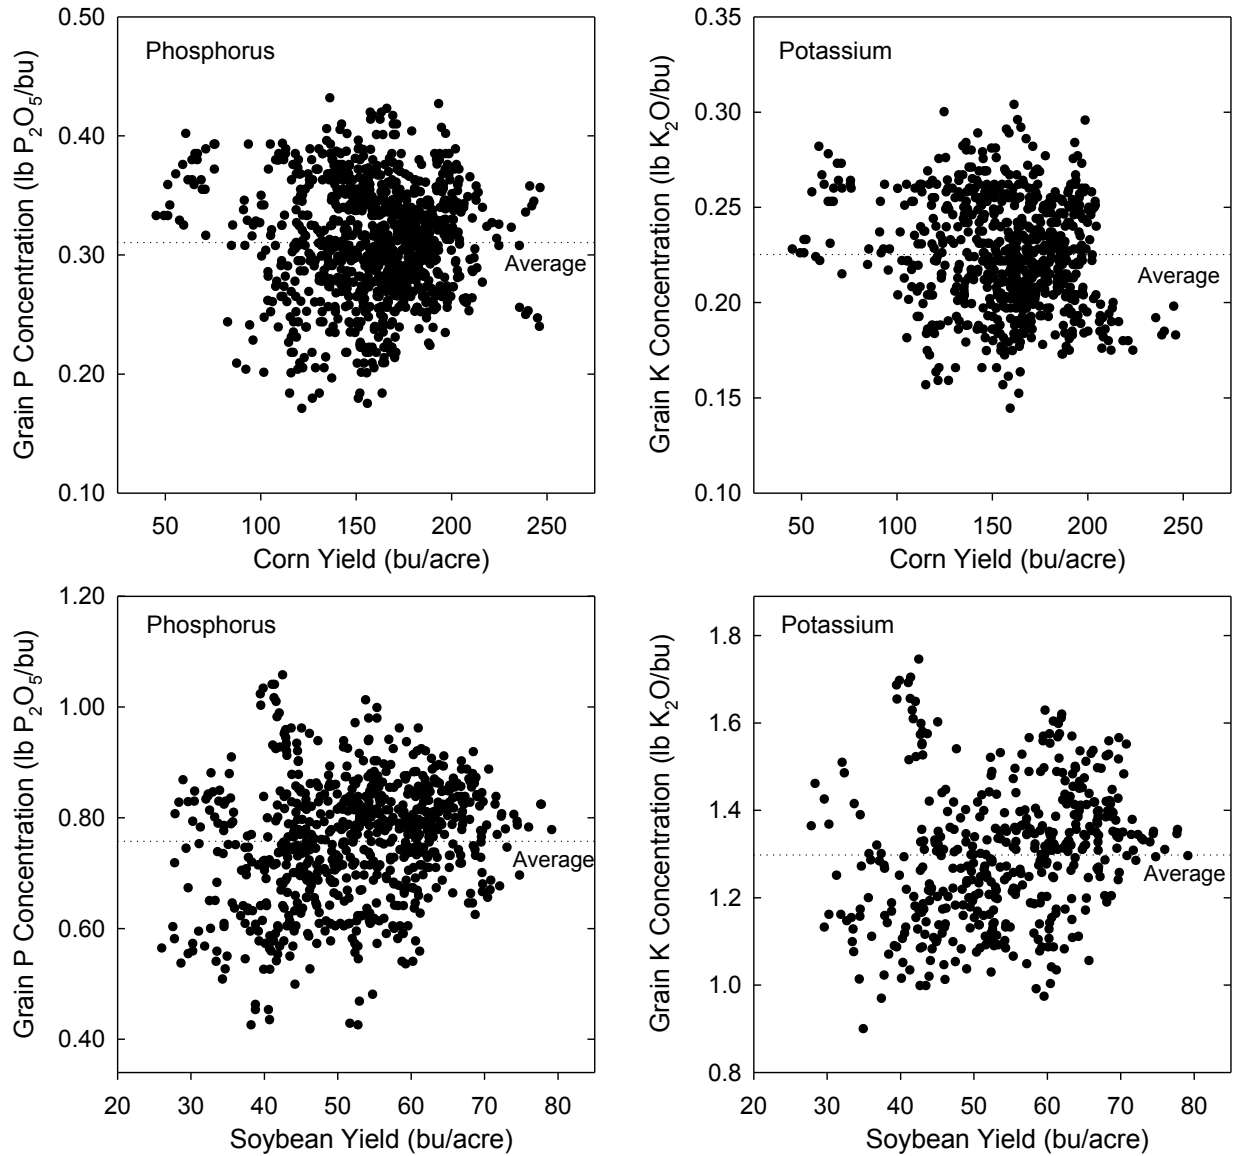 Phosphorus
Grain P Concentration (lb P2O5/bu)
0.50
0.40
0.30
0.20
0.10
Average
50 100 150 200 250
Corn Yield (bu/acre)
Potassium
Grain K Concentration (lb K2O/bu)
0.35
0.30
0.25
0.20
0.15
0.10
Average
50 100 150 200 250
Corn Yield (bu/acre)
Phosphorus
Grain P Concentration (lb P2O5/bu)
1.20
1.00
0.80
0.60
0.40
Average
20 30 40 50 60 70 80
Soybean Yield (bu/acre)
Potassium
Grain K Concentration (lb K2O/bu)
1.8
1.6
1.4
1.2
1.0
0.8
Average
20 30 40 50 60 70 80
Soybean Yield (bu/acre)